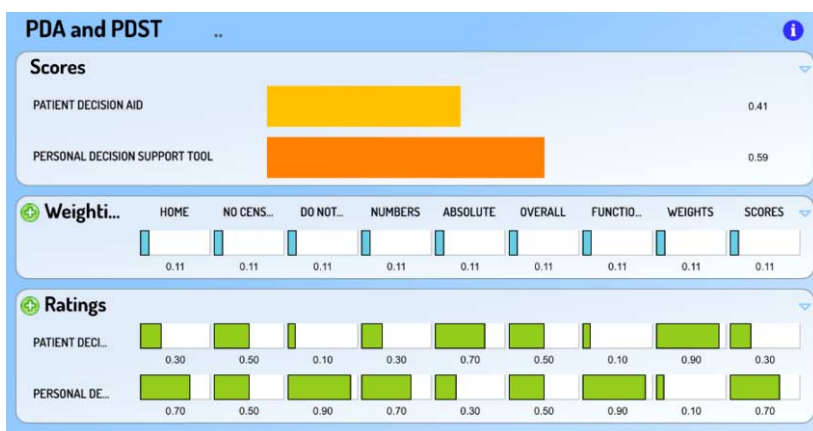 PDA and PDST ..
i
Scores
PATIENT DECISION AID 0.41
PERSONAL DECISION SUPPORT TOOL 0.59
Weighti... HOME NO CENS... DO NOT... NUMBERS ABSOLUTE OVERALL FUNCTIO... WEIGHTS SCORES
0.11 0.11 0.11 0.11 0.11 0.11 0.11 0.11 0.11
Ratings
PATIENT DECI...
0.30 0.50 0.10 0.30 0.70 0.50 0.10 0.90 0.30
PERSONAL DE...
0.70 0.50 0.90 0.70 0.30 0.50 0.90 0.10 0.70